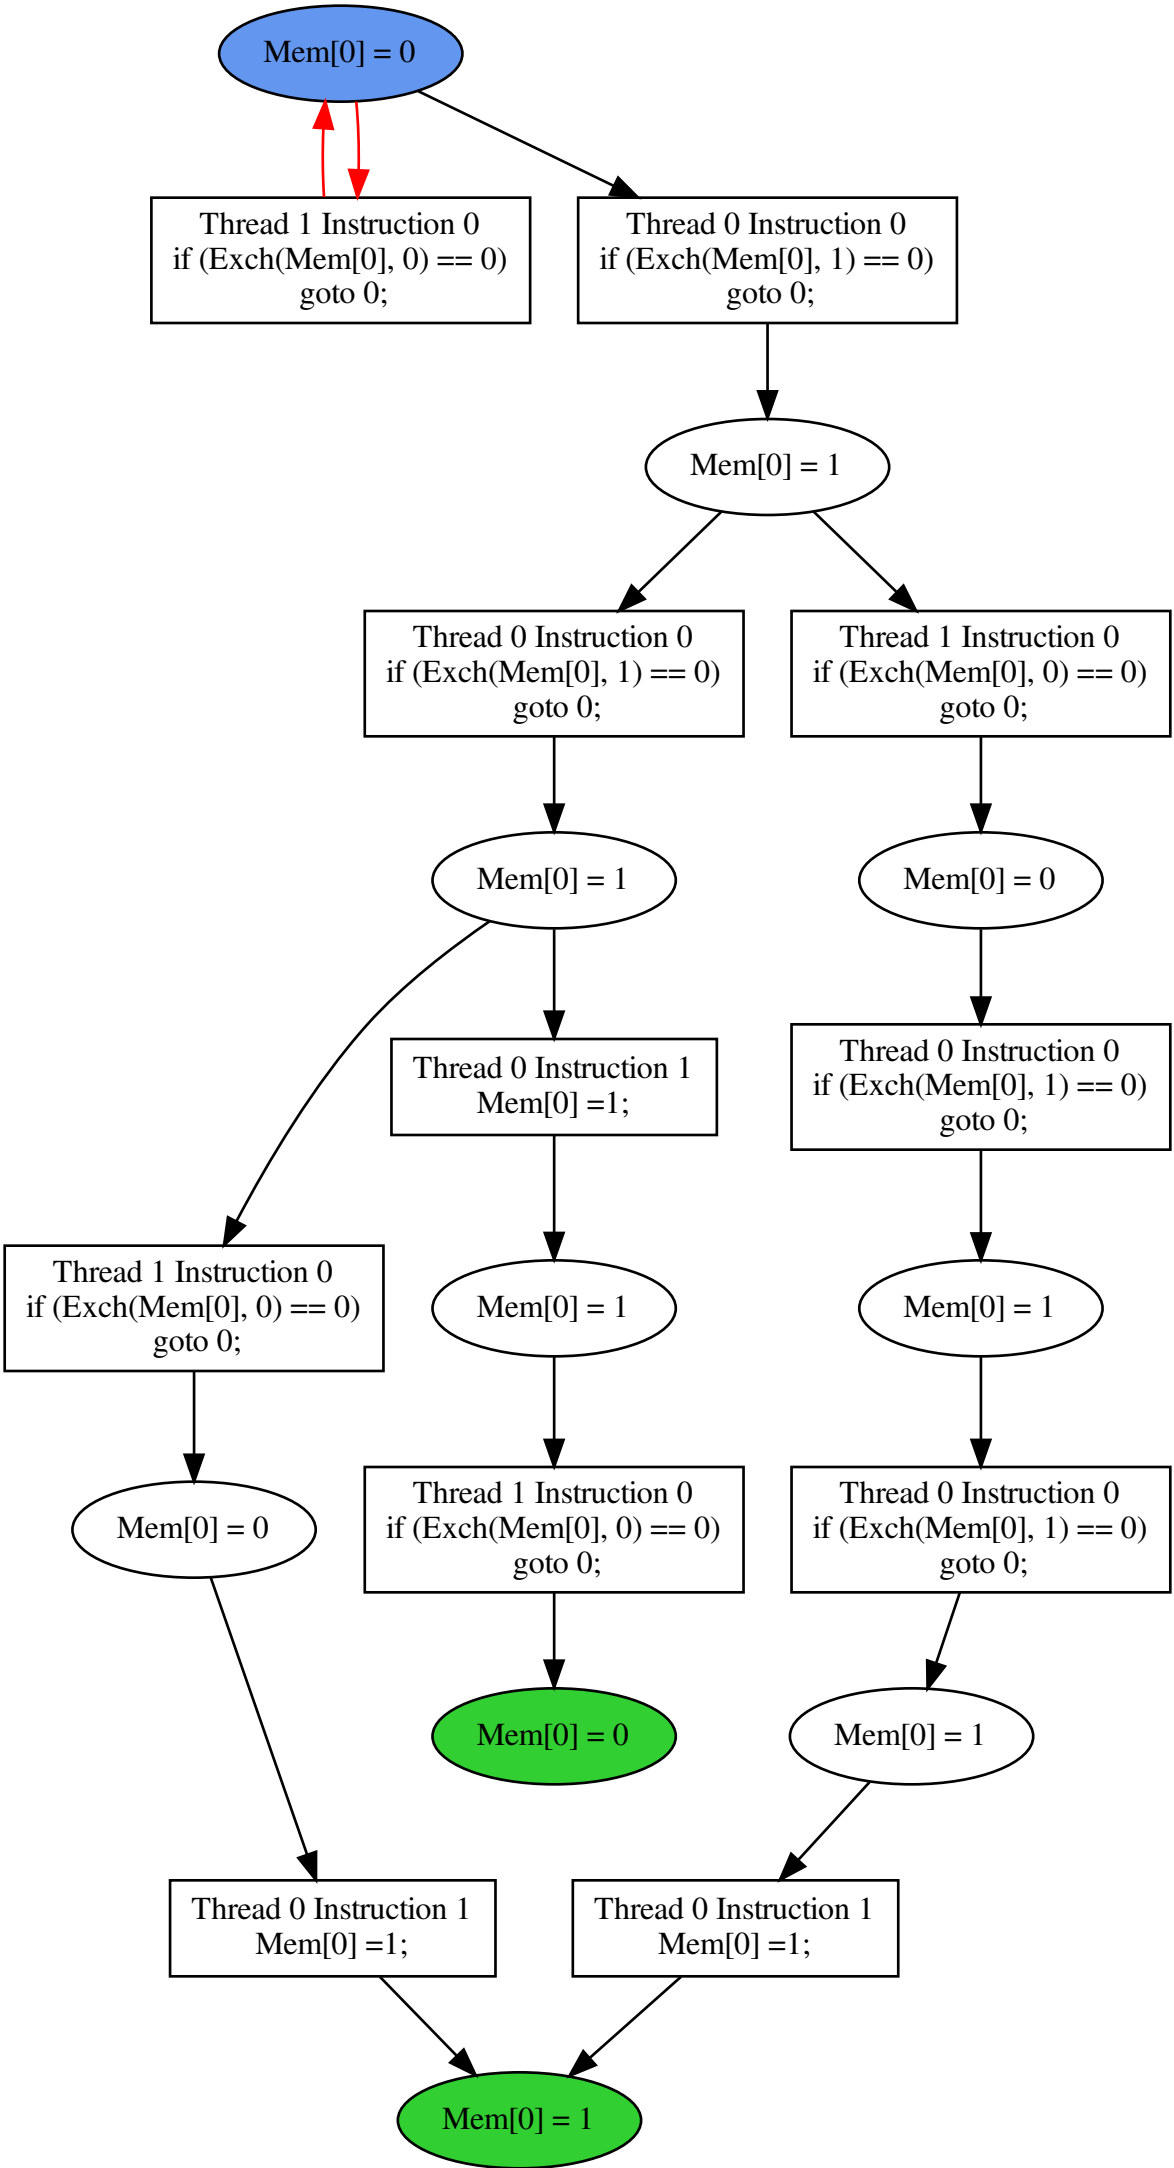 Mem[0] = 0
Thread 1 Instruction 0
if (Exch(Mem[0], 0) == 0)
goto 0;
Thread 0 Instruction 0
if (Exch(Mem[0], 1) == 0)
goto 0;
Mem[0] = 1
Thread 0 Instruction 0
if (Exch(Mem[0], 1) == 0)
goto 0;
Thread 1 Instruction 0
if (Exch(Mem[0], 0) == 0)
goto 0;
Mem[0] = 1
Mem[0] = 0
Thread 0 Instruction 1
Mem[0] =1;
Thread 0 Instruction 0
if (Exch(Mem[0], 1) == 0)
goto 0;
Thread 1 Instruction 0
if (Exch(Mem[0], 0) == 0)
goto 0;
Mem[0] = 1
Mem[0] = 1
Mem[0] = 0
Thread 1 Instruction 0
if (Exch(Mem[0], 0) == 0)
goto 0;
Thread 0 Instruction 0
if (Exch(Mem[0], 1) == 0)
goto 0;
Mem[0] = 0
Mem[0] = 1
Thread 0 Instruction 1
Mem[0] =1;
Thread 0 Instruction 1
Mem[0] =1;
Mem[0] = 1